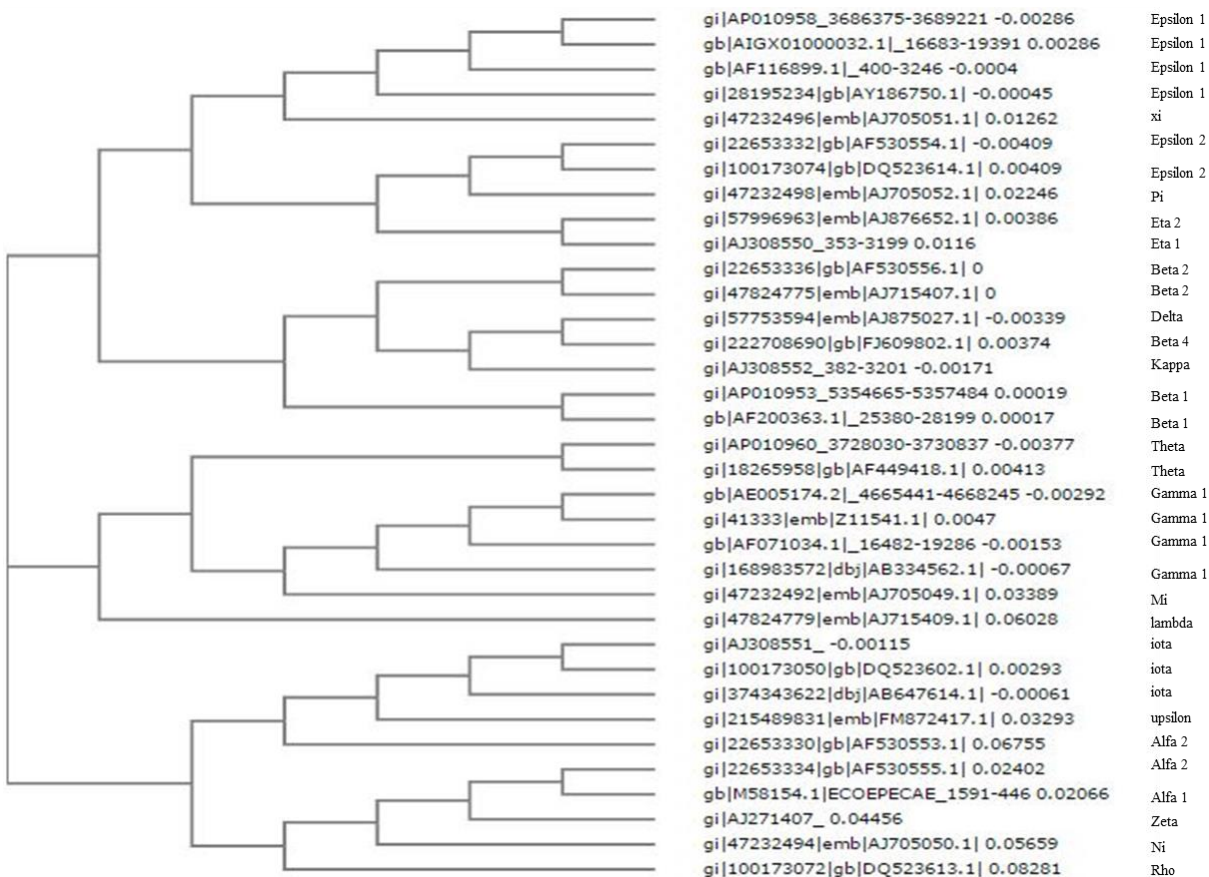 gi|AP010958_3686375-3689221 -0.00286 Epsilon 1
gb|AIGX01000032.1|_16683-19391 0.00286 Epsilon 1
gb|AF116899.1|_400-3246 -0.0004 Epsilon 1
gi|28195234|gb|AY186750.1| -0.00045 Epsilon 1
gi|47232496|emb|AJ705051.1| 0.01262 xi
gi|22653332|gb|AF530554.1| -0.00409 Epsilon 2
gi|100173074|gb|DQ523614.1| 0.00409 Epsilon 2
gi|47232498|emb|AJ705052.1| 0.02246 Pi
gi|57996963|emb|AJ876652.1| 0.00386 Eta 2
gi|AJ308550_353-3199 0.0116 Eta 1
gi|22653336|gb|AF530556.1| 0 Beta 2
gi|47824775|emb|AJ715407.1| 0 Beta 2
gi|57753594|emb|AJ875027.1| -0.00339 Delta
gi|222708690|gb|FJ609802.1| 0.00374 Beta 4
gi|AJ308552_382-3201 -0.00171 Kappa
gi|AP010953_5354665-5357484 0.00019 Beta 1
gb|AF200363.1|_25380-28199 0.00017 Beta 1
gi|AP010960_3728030-3730837 -0.00377 Theta
gi|18265958|gb|AF449418.1| 0.00413 Theta
gb|AE005174.2|_4665441-4668245 -0.00292 Gamma 1
gi|41333|emb|Z11541.1| 0.0047 Gamma 1
gb|AF071034.1|_16482-19286 -0.00153 Gamma 1
gi|168983572|dbj|AB334562.1| -0.00067 Gamma 1
gi|47232492|emb|AJ705049.1| 0.03389 Mi
gi|47824779|emb|AJ715409.1| 0.06028 lambda
gi|AJ308551_ -0.00115 iota
gi|100173050|gb|DQ523602.1| 0.00293 iota
gi|374343622|dbj|AB647614.1| -0.00061 iota
gi|215489831|emb|FM872417.1| 0.03293 upsilon
gi|22653330|gb|AF530553.1| 0.06755 Alfa 2
gi|22653334|gb|AF530555.1| 0.02402 Alfa 2
gb|M58154.1|ECOEPECAE_1591-446 0.02066 Alfa 1
gi|AJ271407_ 0.04456 Zeta
gi|47232494|emb|AJ705050.1| 0.05659 Ni
gi|100173072|gb|DQ523613.1| 0.08281 Rho